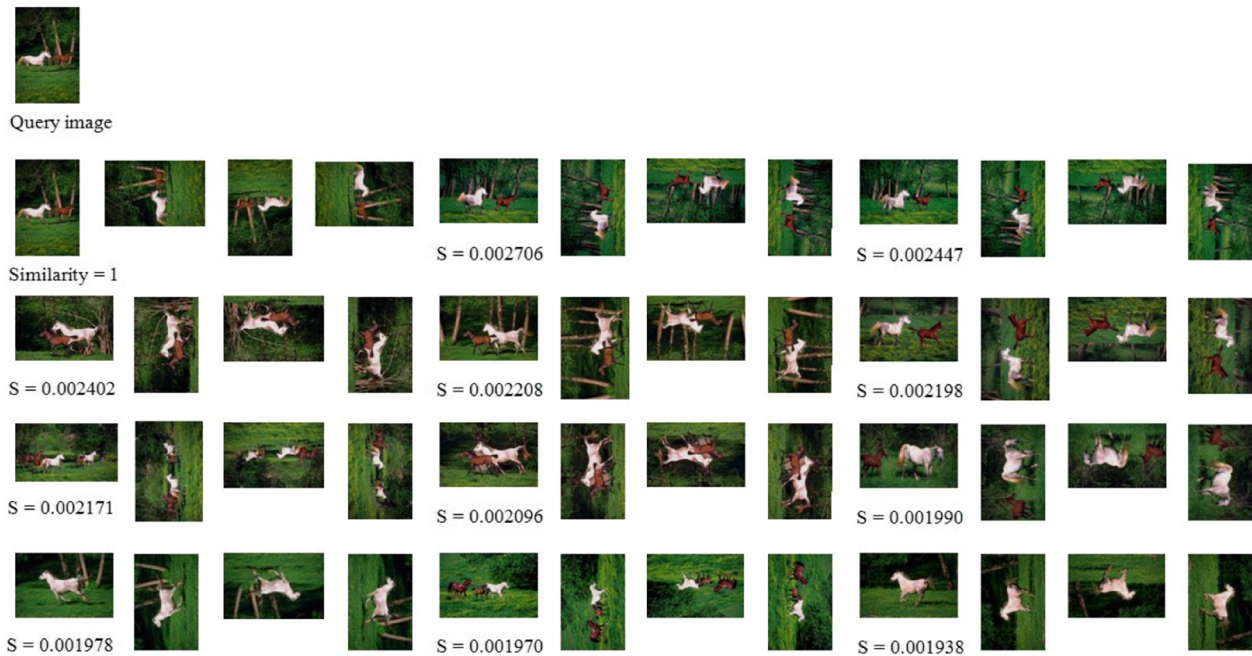 Query image
Similarity = 1
S = 0.002706
S = 0.002447
S = 0.002402
S = 0.002208
S = 0.002198
S = 0.002171
S = 0.002096
S = 0.001990
S = 0.001978
S = 0.001970
S = 0.001938